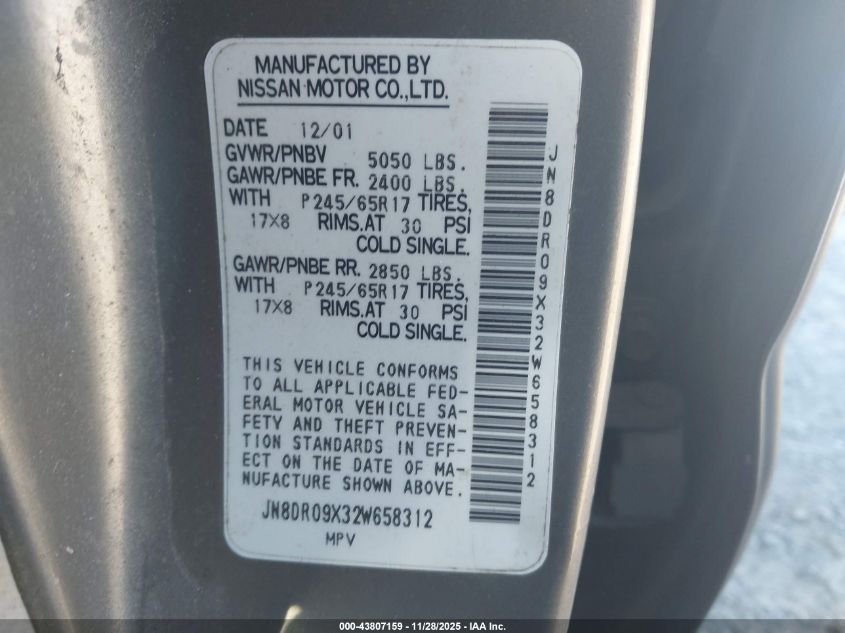 MANUFACTURED BY
NISSAN MOTOR CO.,LTD.
DATE 12/01
GVWR/PNBV 5050 LBS.
GAWR/PNBE FR. 2400 LBS.
WITH P245/65R17 TIRES,
17X8 RIMS.AT 30 PSI
COLD SINGLE.
GAWR/PNBE RR. 2850 LBS.
WITH P245/65R17 TIRES,
17X8 RIMS.AT 30 PSI
COLD SINGLE.
THIS VEHICLE CONFORMS
TO ALL APPLICABLE FED-
ERAL MOTOR VEHICLE SA-
FETY AND THEFT PREVEN-
TION STANDARDS IN EFF-
ECT ON THE DATE OF MA-
NUFACTURE SHOWN ABOVE.
JN8DR09X32W658312
MPV
JN8DR09X32W658312
000-43807159 — 11/28/2025 - IAA Inc.